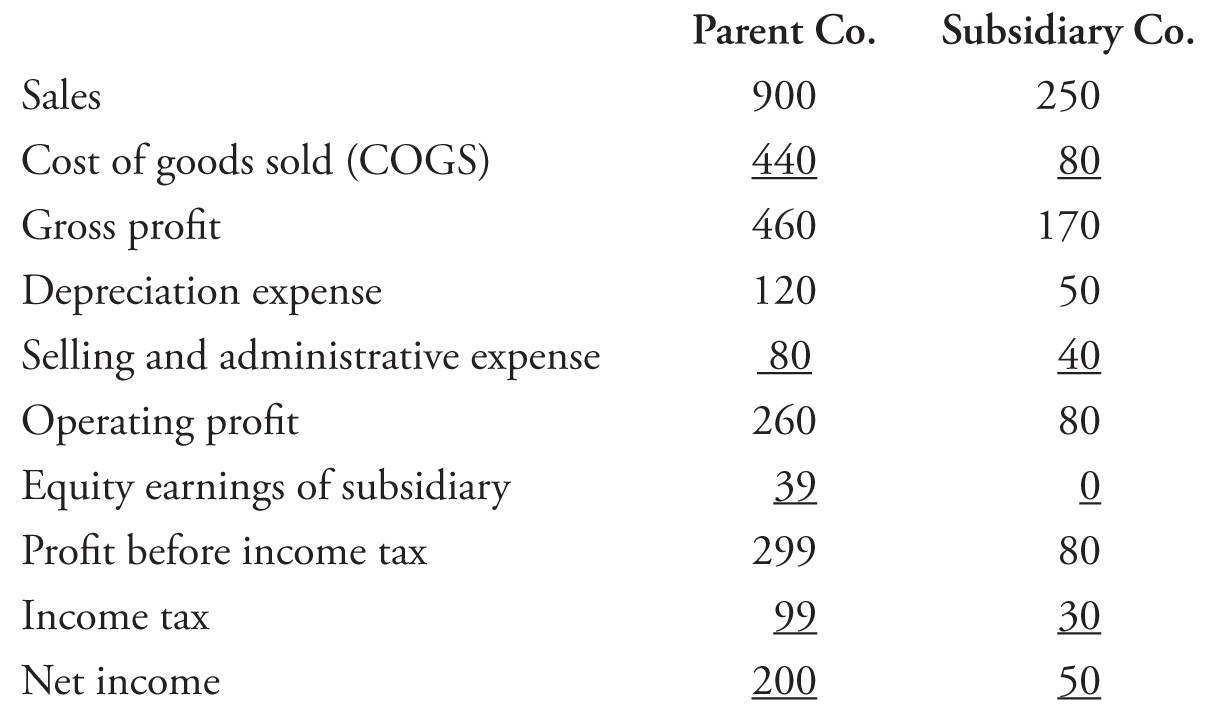 Parent Co. Subsidiary Co.
Sales 900 250
Cost of goods sold (COGS) 440 80
Gross profit 460 170
Depreciation expense 120 50
Selling and administrative expense 80 40
Operating profit 260 80
Equity earnings of subsidiary 39 0
Profit before income tax 299 80
Income tax 99 30
Net income 200 50